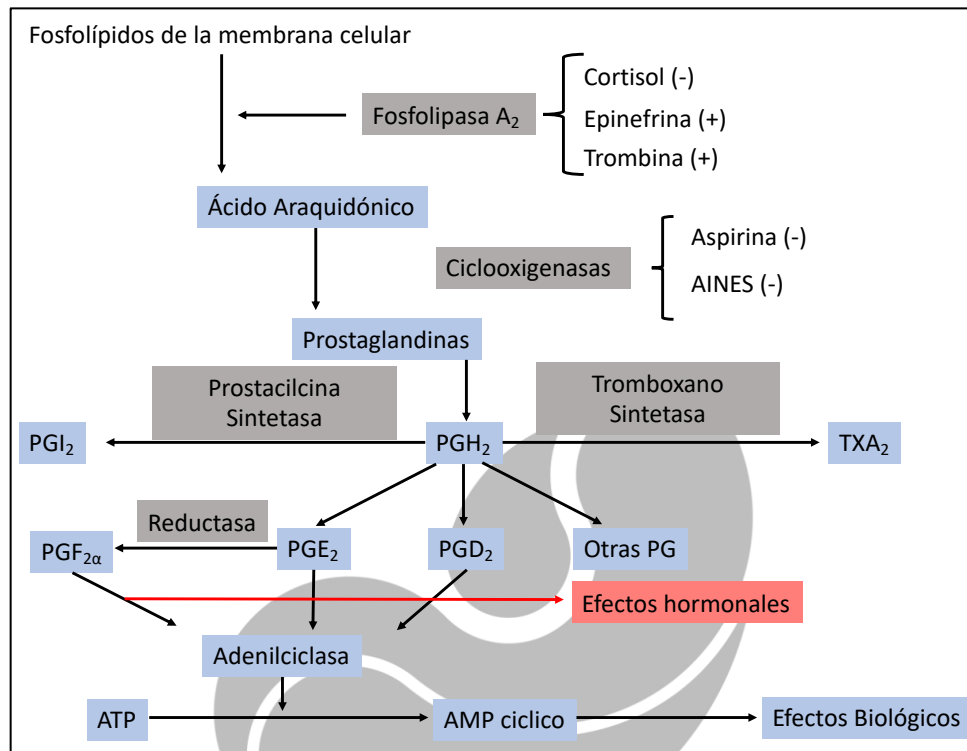 Fosfolípidos de la membrana celular
Cortisol (-)
Fosfolipasa A₂
Epinefrina (+)
Trombina (+)
Ácido Araquidónico
Aspirina (-)
Ciclooxigenasas
AINES (-)
Prostaglandinas
Prostacilcina
Sintetasa
Tromboxano
Sintetasa
PGI₂
PGH₂
TXA₂
Reductasa
PGF₂α
PGE₂
PGD₂
Otras PG
Efectos hormonales
Adenilciclasa
ATP
AMP ciclico
Efectos Biológicos